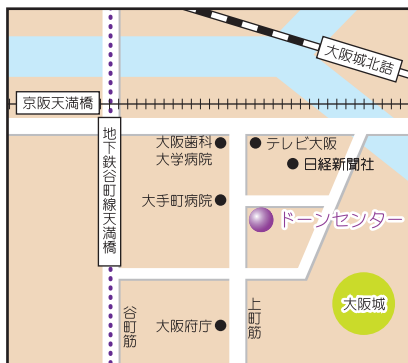 大阪城北詰
京阪天満橋
地下鉄谷町線天満橋
大阪歯科
大学病院
テレビ大阪
日経新聞社
大手町病院
ドーンセンター
大阪城
谷町筋
上町筋
大阪府庁